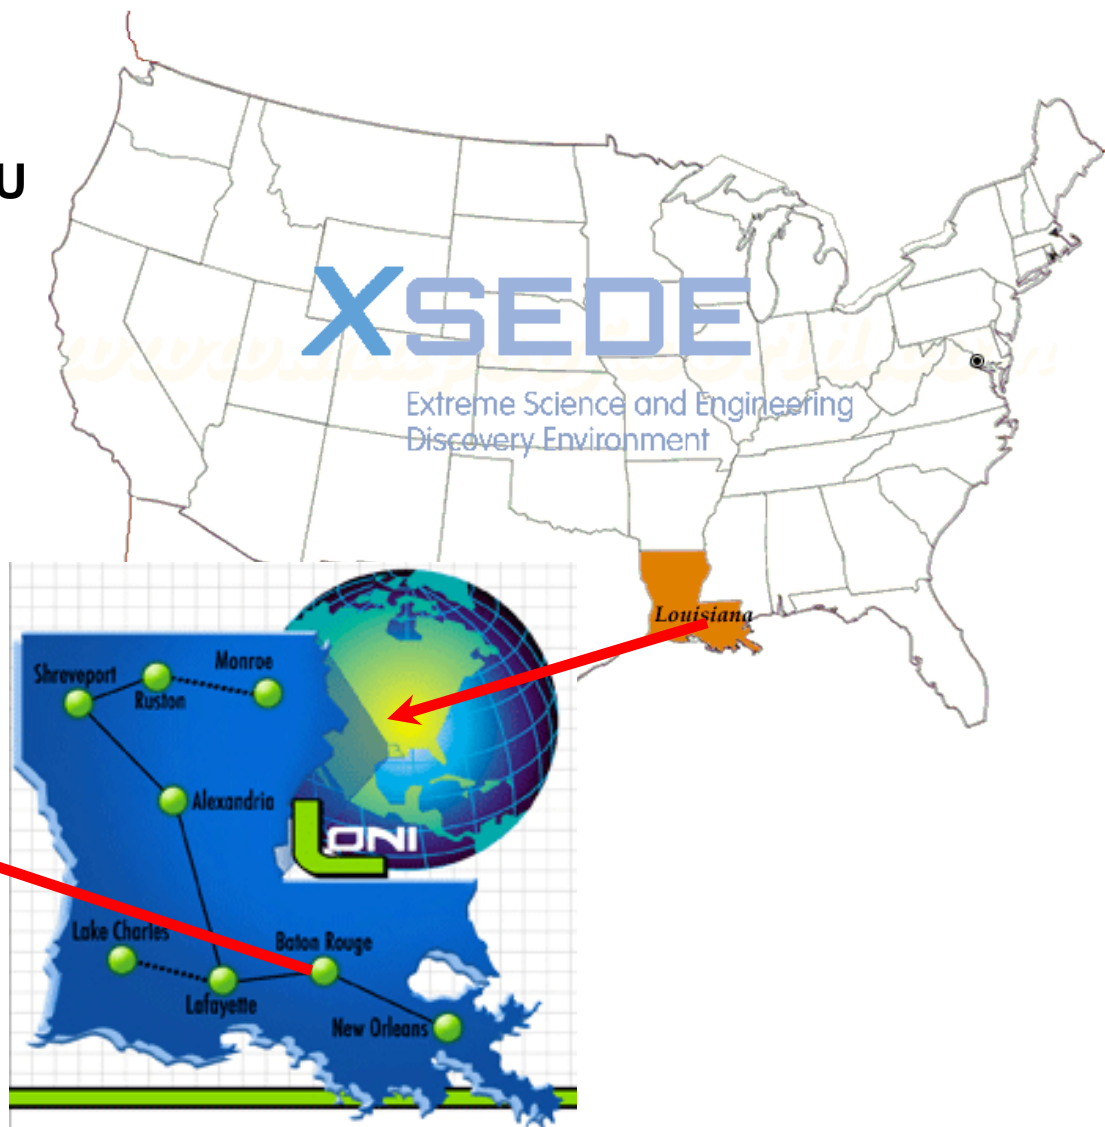 U
XSEDE
Extreme Science and Engineering
Discovery Environment
Louisiana
Monroe
Shreveport
Ruston
Alexandria
LONI
Lake Charles
Baton Rouge
Lafayette
New Orleans